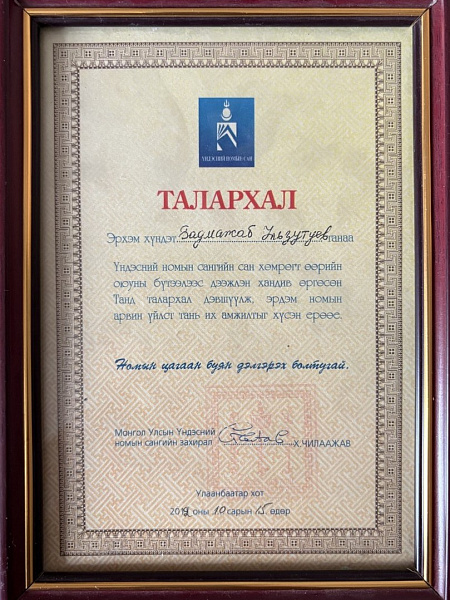 ҮНДЭСНИЙ НОМЫН САН
ТАЛАРХАЛ
Эрхэм хүндэт Бадмажаб Ульзутуев танаа
Үндэсний номын сангийн сан хөмрөгт өөрийн
оюуны бүтээлээс дээжлэн хандив өргөсөн
Танд талархал дэвшүүлж, эрдэм номын
арвин үйлст тань их амжилтыг хүсэн ерөөе.
Номын цагаан буян дэлгэрэх болтугай.
Монгол Улсын Үндэсний
номын сангийн захирал Х.ЧИЛААЖАВ
Улаанбаатар хот
2019 оны 10 сарын 15 өдөр